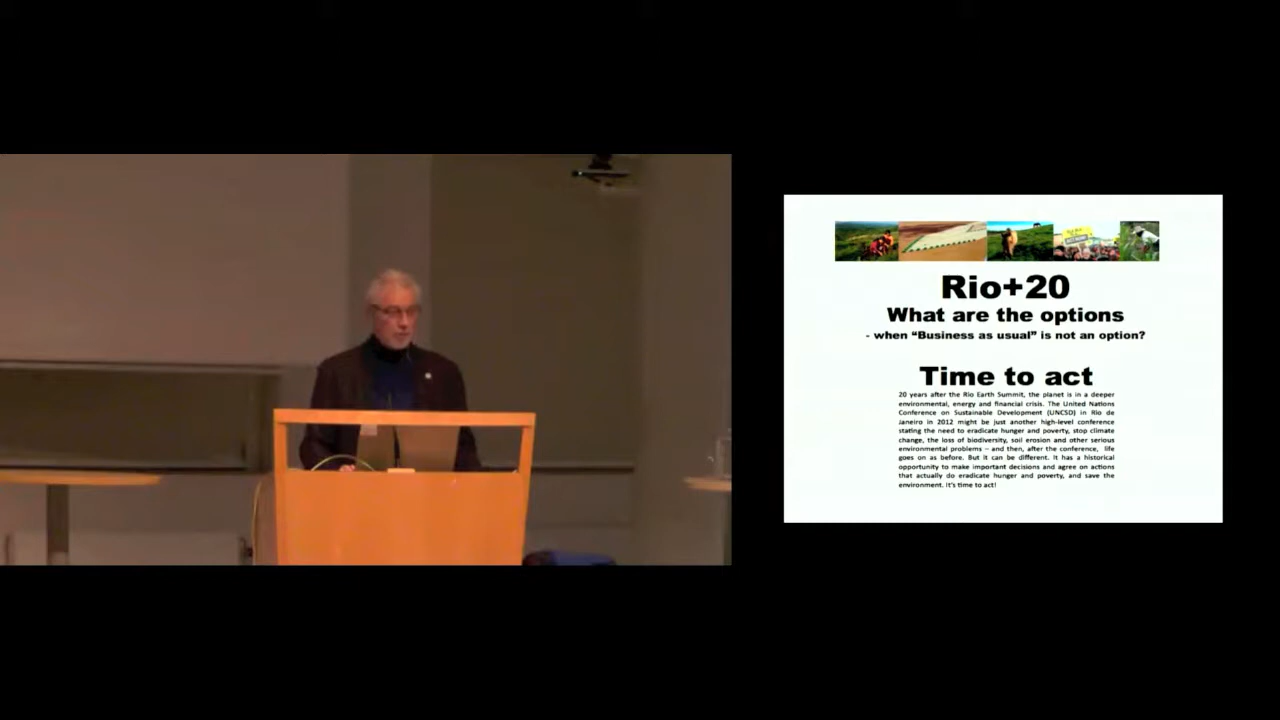 Rio+20
What are the options
- when “Business as usual” is not an option?
Time to act
20 years after the Rio Earth Summit, the planet is in a deeper
environmental, energy and financial crisis. The United Nations
Conference on Sustainable Development (UNCSD) in Rio de
Janeiro in 2012 might be just another high-level conference
stating the need to eradicate hunger and poverty, stop climate
change, the loss of biodiversity, soil erosion and other serious
environmental problems – and then, after the conference, life
goes on as before. But it can be different. It has a historical
opportunity to make important decisions and agree on actions
that actually do eradicate hunger and poverty, and save the
environment. It's time to act!